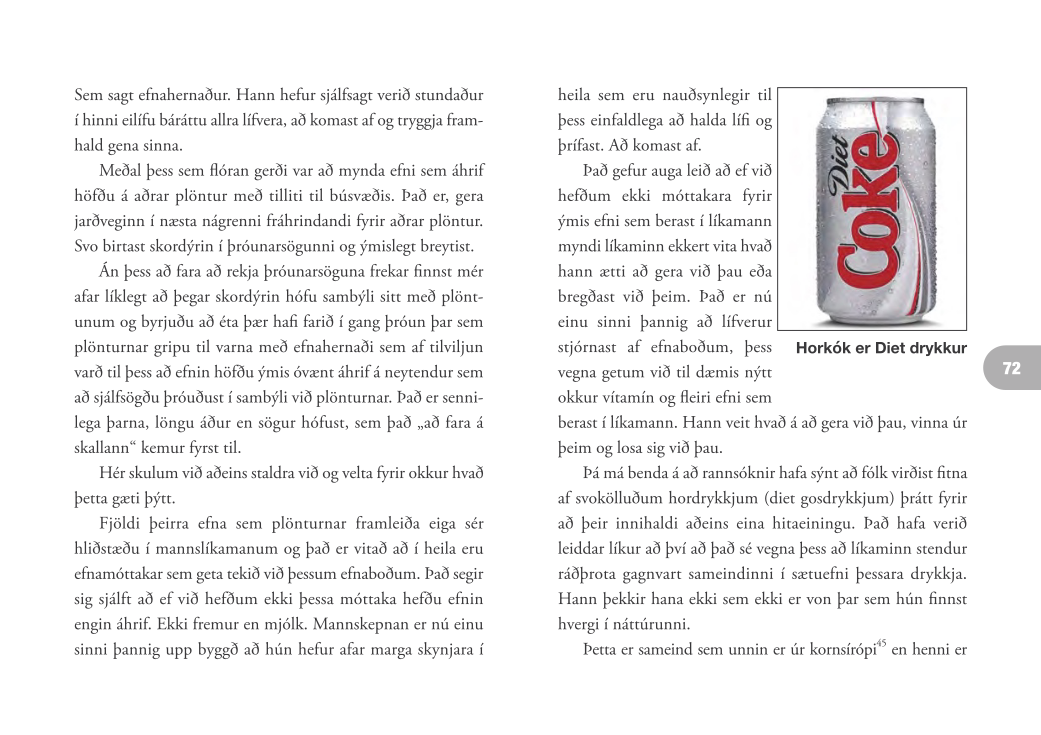 Sem sagt efnahernaður. Hann hefur sjálfsagt verið stundaður
í hinni eilífu báráttu allra lífvera, að komast af og tryggja fram-
hald gena sinna.
Meðal þess sem flóran gerði var að mynda efni sem áhrif
höfðu á aðrar plöntur með tilliti til búsvæðis. Það er, gera
jarðveginn í næsta nágrenni fráhrindandi fyrir aðrar plöntur.
Svo birtast skordýrin í þróunarsögunni og ýmislegt breytist.
Án þess að fara að rekja þróunarsöguna frekar finnst mér
afar líklegt að þegar skordýrin hófu sambýli sitt með plönt-
unum og byrjuðu að éta þær hafi farið í gang þróun þar sem
plönturnar gripu til varna með efnahernaði sem af tilviljun
varð til þess að efnin höfðu ýmis óvænt áhrif á neytendur sem
að sjálfsögðu þróuðust í sambýli við plönturnar. Það er senni-
lega þarna, löngu áður en sögur hófust, sem það „að fara á
skallann“ kemur fyrst til.
Hér skulum við aðeins staldra við og velta fyrir okkur hvað
þetta gæti þýtt.
Fjöldi þeirra efna sem plönturnar framleiða eiga sér
hliðstæðu í mannslíkamanum og það er vitað að í heila eru
efnamóttakar sem geta tekið við þessum efnaboðum. Það segir
sig sjálft að ef við hefðum ekki þessa móttaka hefðu efnin
engin áhrif. Ekki fremur en mjólk. Mannskepnan er nú einu
sinni þannig upp byggð að hún hefur afar marga skynjara í
heila sem eru nauðsynlegir til
þess einfaldlega að halda lífi og
þrífast. Að komast af.
Það gefur auga leið að ef við
hefðum ekki móttakara fyrir
ýmis efni sem berast í líkamann
myndi líkaminn ekkert vita hvað
hann ætti að gera við þau eða
bregðast við þeim. Það er nú
einu sinni þannig að lífverur
stjórnast af efnaboðum, þess
vegna getum við til dæmis nýtt
okkur vítamín og fleiri efni sem
berast í líkamann. Hann veit hvað á að gera við þau, vinna úr
þeim og losa sig við þau.
Þá má benda á að rannsóknir hafa sýnt að fólk virðist fitna
af svokölluðum hordrykkjum (diet gosdrykkjum) þrátt fyrir
að þeir innihaldi aðeins eina hitaeiningu. Það hafa verið
leiddar líkur að því að það sé vegna þess að líkaminn stendur
ráðþrota gagnvart sameindinni í sætuefni þessara drykkja.
Hann þekkir hana ekki sem ekki er von þar sem hún finnst
hvergi í náttúrunni.
Þetta er sameind sem unnin er úr kornsírópi45 en henni er
Diet
Coke
Horkók er Diet drykkur
72